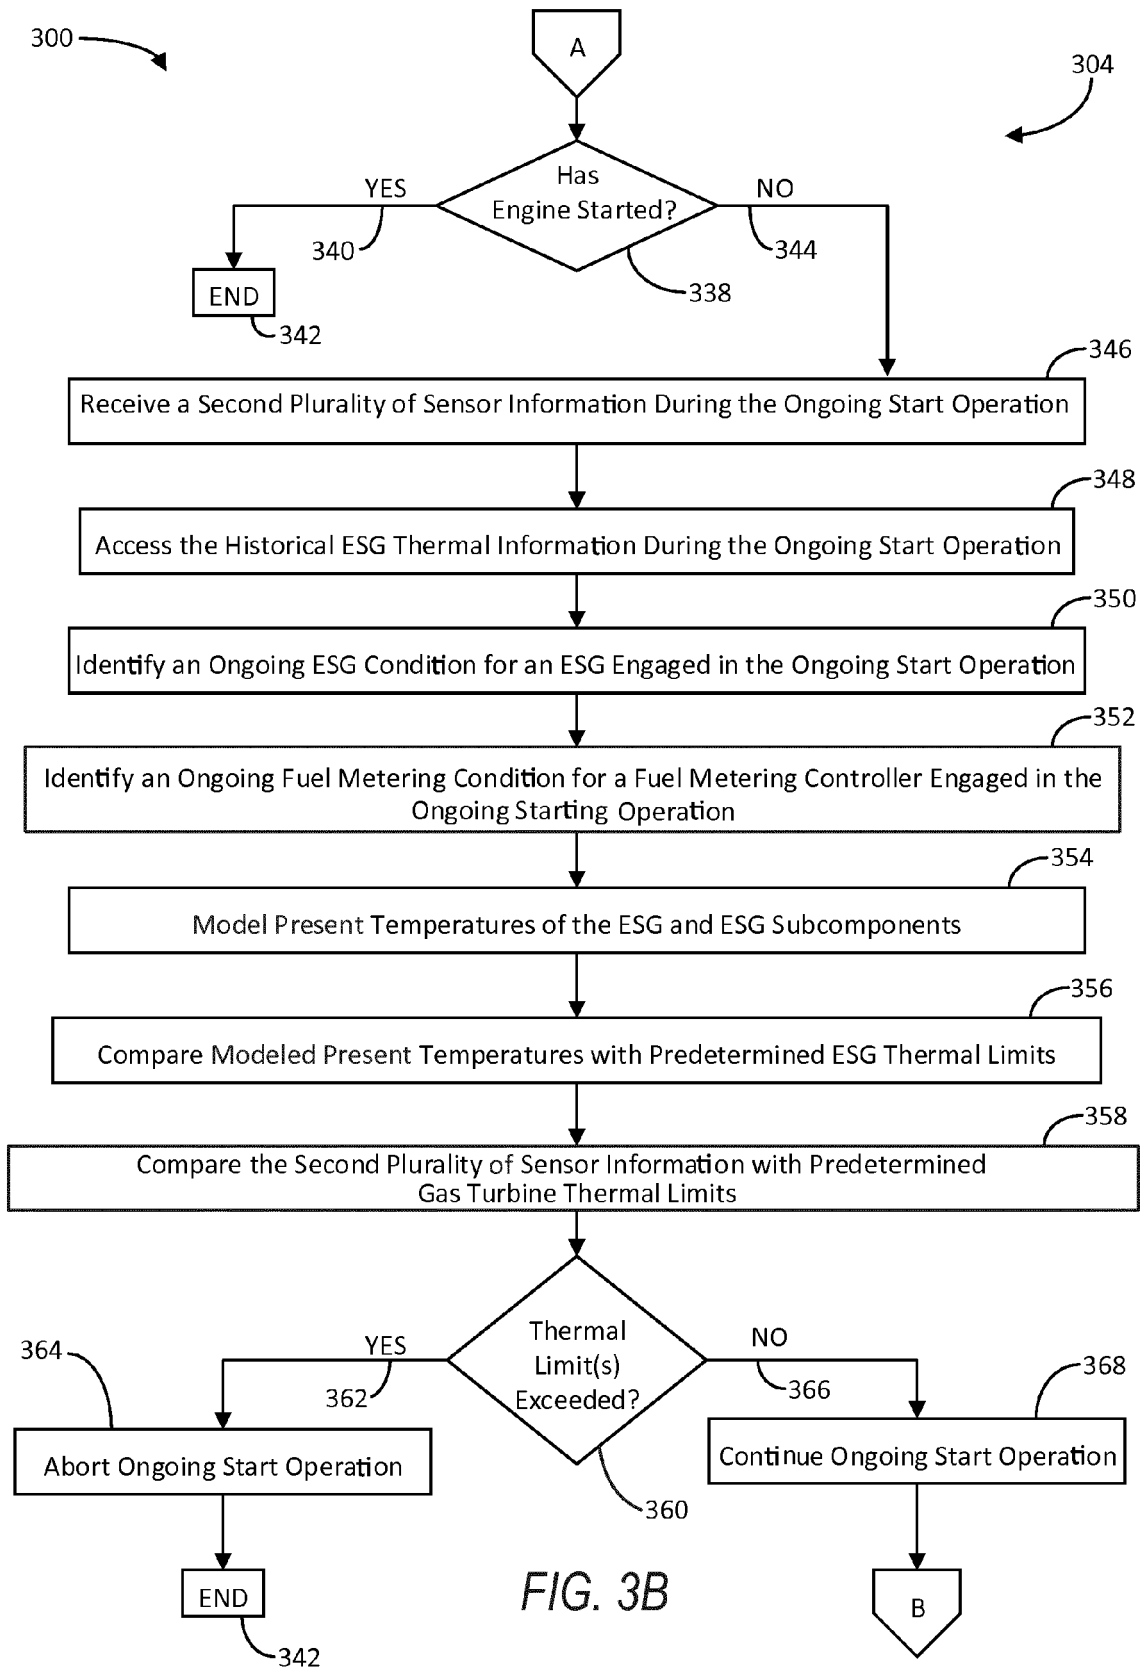 300
A
304
Has
Engine Started?
YES
NO
340
344
338
END
342
346
Receive a Second Plurality of Sensor Information During the Ongoing Start Operation
348
Access the Historical ESG Thermal Information During the Ongoing Start Operation
350
Identify an Ongoing ESG Condition for an ESG Engaged in the Ongoing Start Operation
352
Identify an Ongoing Fuel Metering Condition for a Fuel Metering Controller Engaged in the
Ongoing Starting Operation
354
Model Present Temperatures of the ESG and ESG Subcomponents
356
Compare Modeled Present Temperatures with Predetermined ESG Thermal Limits
358
Compare the Second Plurality of Sensor Information with Predetermined
Gas Turbine Thermal Limits
Thermal
Limit(s)
Exceeded?
YES
NO
364
362
366
368
Abort Ongoing Start Operation
Continue Ongoing Start Operation
360
END
342
FIG. 3B
B